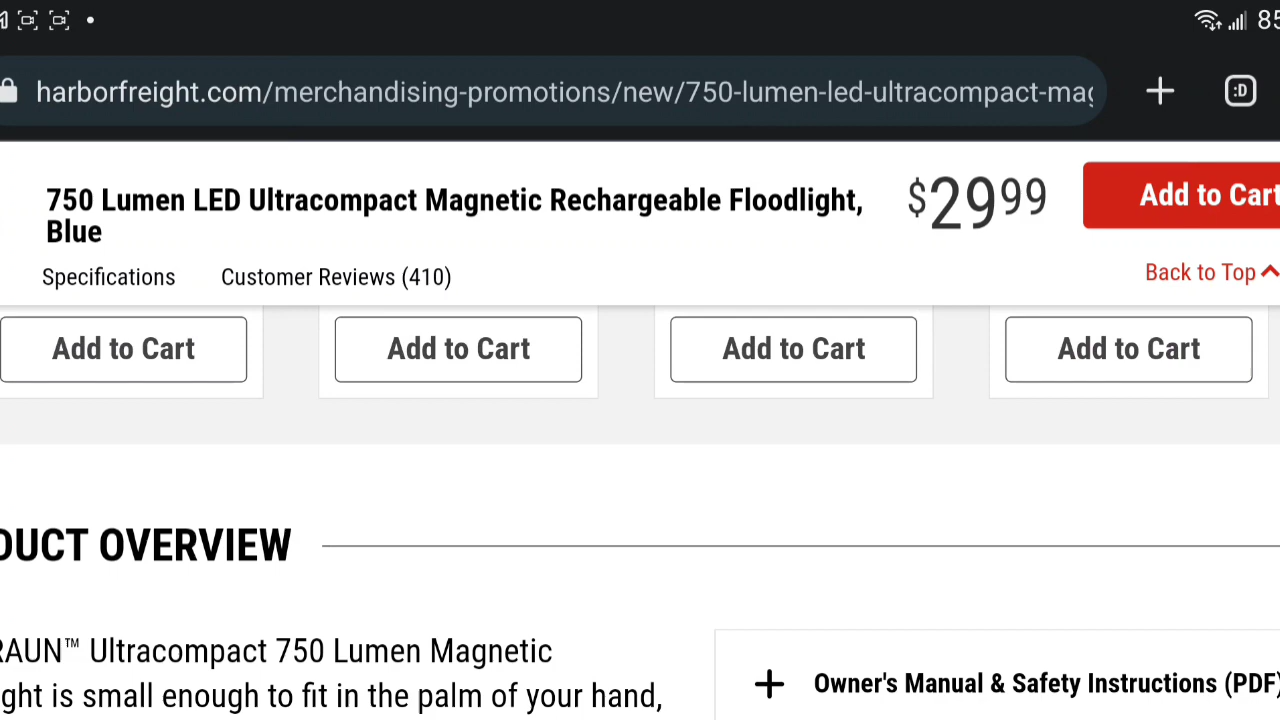 85
harborfreight.com/merchandising-promotions/new/750-lumen-led-ultracompact-mag
:D
750 Lumen LED Ultracompact Magnetic Rechargeable Floodlight,
Blue
$29 99
Add to Cart
Specifications Customer Reviews (410)
Back to Top
Add to Cart Add to Cart Add to Cart Add to Cart
DUCT OVERVIEW
RAUN™ Ultracompact 750 Lumen Magnetic
ght is small enough to fit in the palm of your hand,
Owner's Manual & Safety Instructions (PDF)